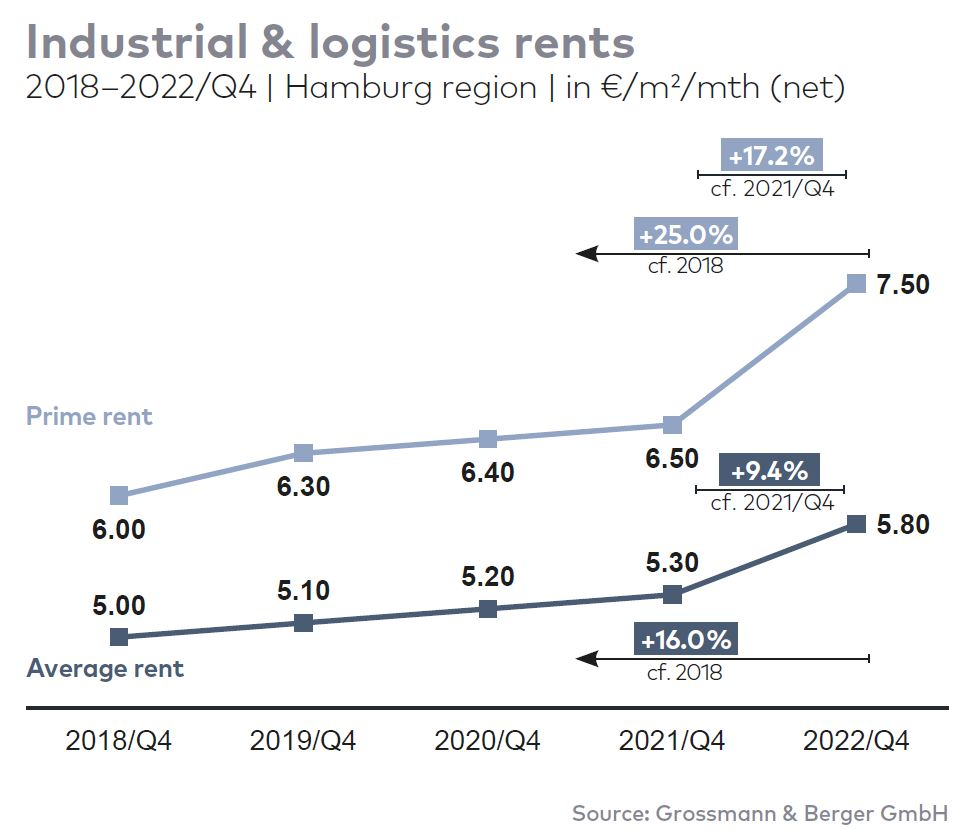 Industrial & logistics rents
2018–2022/Q4 | Hamburg region | in €/m²/mth (net)
+17.2%
cf. 2021/Q4
+25.0%
cf. 2018
7.50
Prime rent
6.00
6.30
6.40
6.50
+9.4%
cf. 2021/Q4
5.80
5.00
5.10
5.20
5.30
+16.0%
cf. 2018
Average rent
2018/Q4 2019/Q4 2020/Q4 2021/Q4 2022/Q4
Source: Grossmann & Berger GmbH